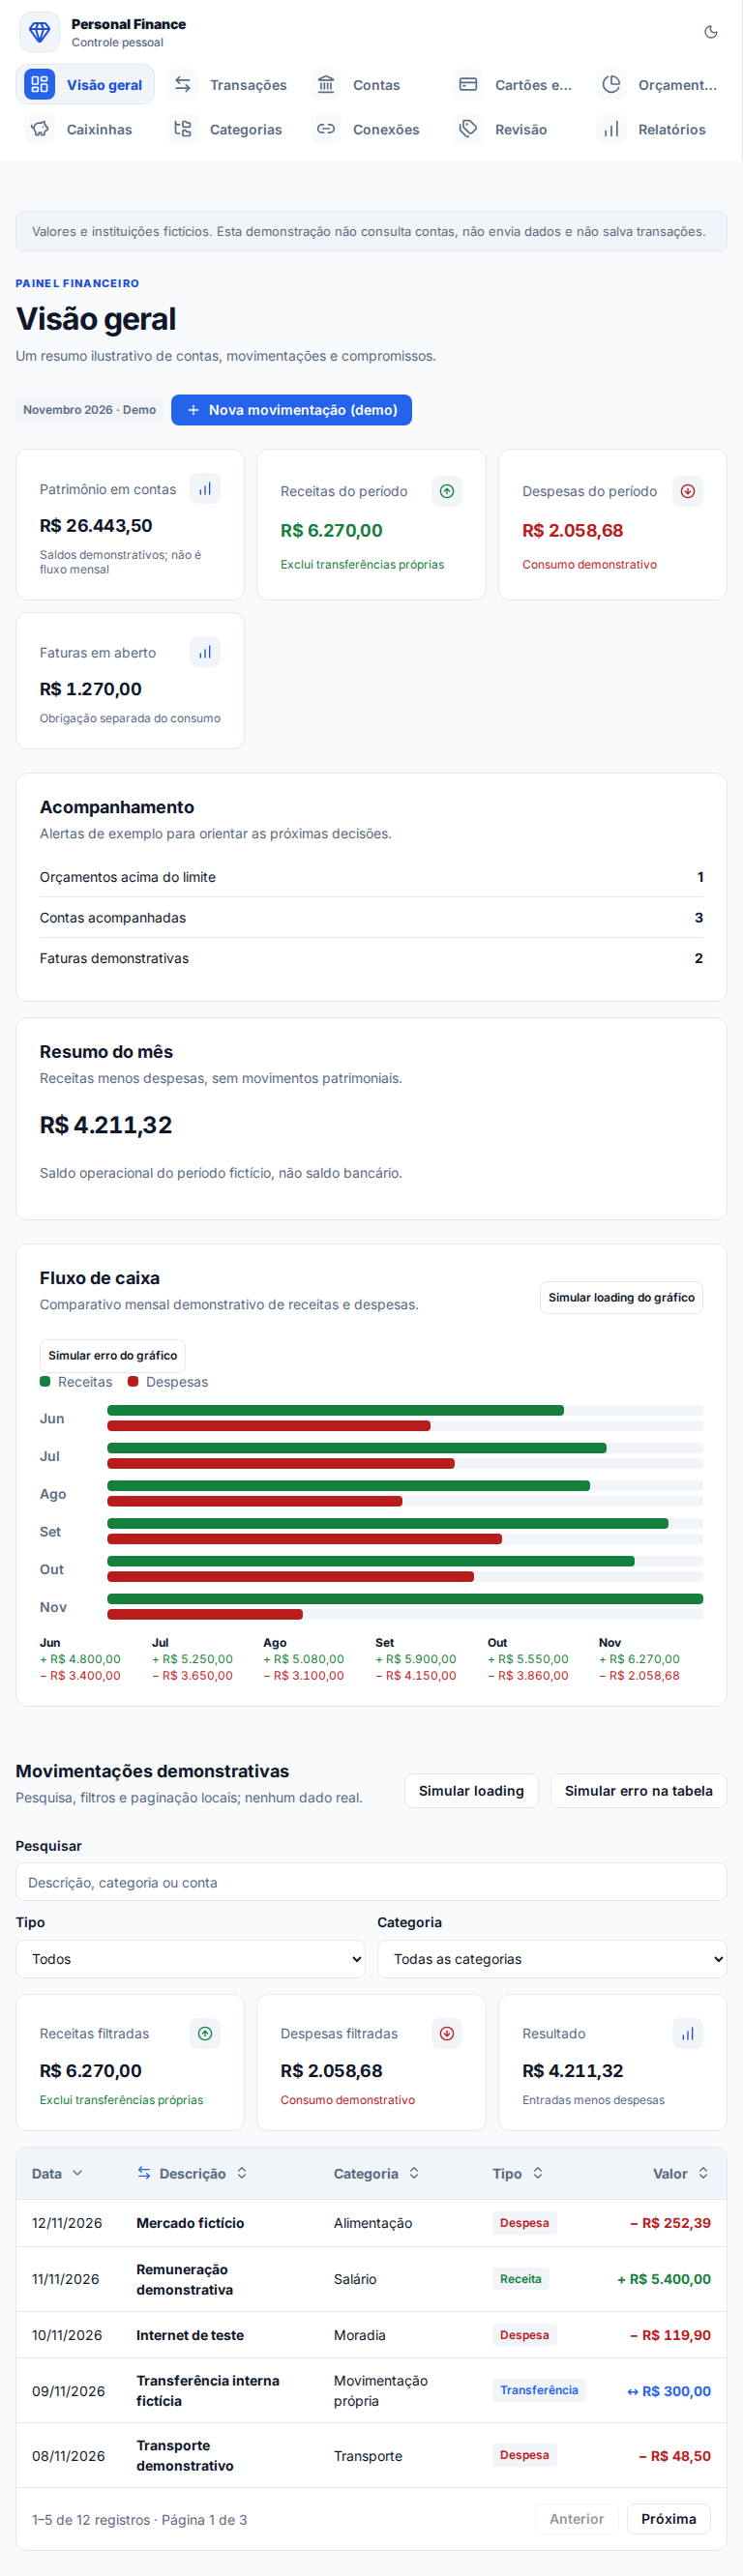 Personal Finance
Controle pessoal
Visão geral
Transações
Contas
Cartões e...
Orçament...
Caixinhas
Categorias
Conexões
Revisão
Relatórios
Valores e instituições fictícios. Esta demonstração não consulta contas, não envia dados e não salva transações.
PAINEL FINANCEIRO
Visão geral
Um resumo ilustrativo de contas, movimentações e compromissos.
Novembro 2026 · Demo
+ Nova movimentação (demo)
Patrimônio em contas
R$ 26.443,50
Saldos demonstrativos; não é
fluxo mensal
Receitas do período
R$ 6.270,00
Exclui transferências próprias
Despesas do período
R$ 2.058,68
Consumo demonstrativo
Faturas em aberto
R$ 1.270,00
Obrigação separada do consumo
Acompanhamento
Alertas de exemplo para orientar as próximas decisões.
Orçamentos acima do limite 1
Contas acompanhadas 3
Faturas demonstrativas 2
Resumo do mês
Receitas menos despesas, sem movimentos patrimoniais.
R$ 4.211,32
Saldo operacional do período fictício, não saldo bancário.
Fluxo de caixa
Comparativo mensal demonstrativo de receitas e despesas.
Simular loading do gráfico
Simular erro do gráfico
Receitas Despesas
Jun
Jul
Ago
Set
Out
Nov
Jun Jul Ago Set Out Nov
+ R$ 4.800,00 + R$ 5.250,00 + R$ 5.080,00 + R$ 5.900,00 + R$ 5.550,00 + R$ 6.270,00
− R$ 3.400,00 − R$ 3.650,00 − R$ 3.100,00 − R$ 4.150,00 − R$ 3.860,00 − R$ 2.058,68
Movimentações demonstrativas
Pesquisa, filtros e paginação locais; nenhum dado real.
Simular loading
Simular erro na tabela
Pesquisar
Descrição, categoria ou conta
Tipo
Todos
Categoria
Todas as categorias
Receitas filtradas
R$ 6.270,00
Exclui transferências próprias
Despesas filtradas
R$ 2.058,68
Consumo demonstrativo
Resultado
R$ 4.211,32
Entradas menos despesas
Data Descrição Categoria Tipo Valor
12/11/2026 Mercado fictício Alimentação Despesa − R$ 252,39
11/11/2026 Remuneração demonstrativa Salário Receita + R$ 5.400,00
10/11/2026 Internet de teste Moradia Despesa − R$ 119,90
09/11/2026 Transferência interna fictícia Movimentação própria Transferência ↔ R$ 300,00
08/11/2026 Transporte demonstrativo Transporte Despesa − R$ 48,50
1–5 de 12 registros · Página 1 de 3
Anterior
Próxima